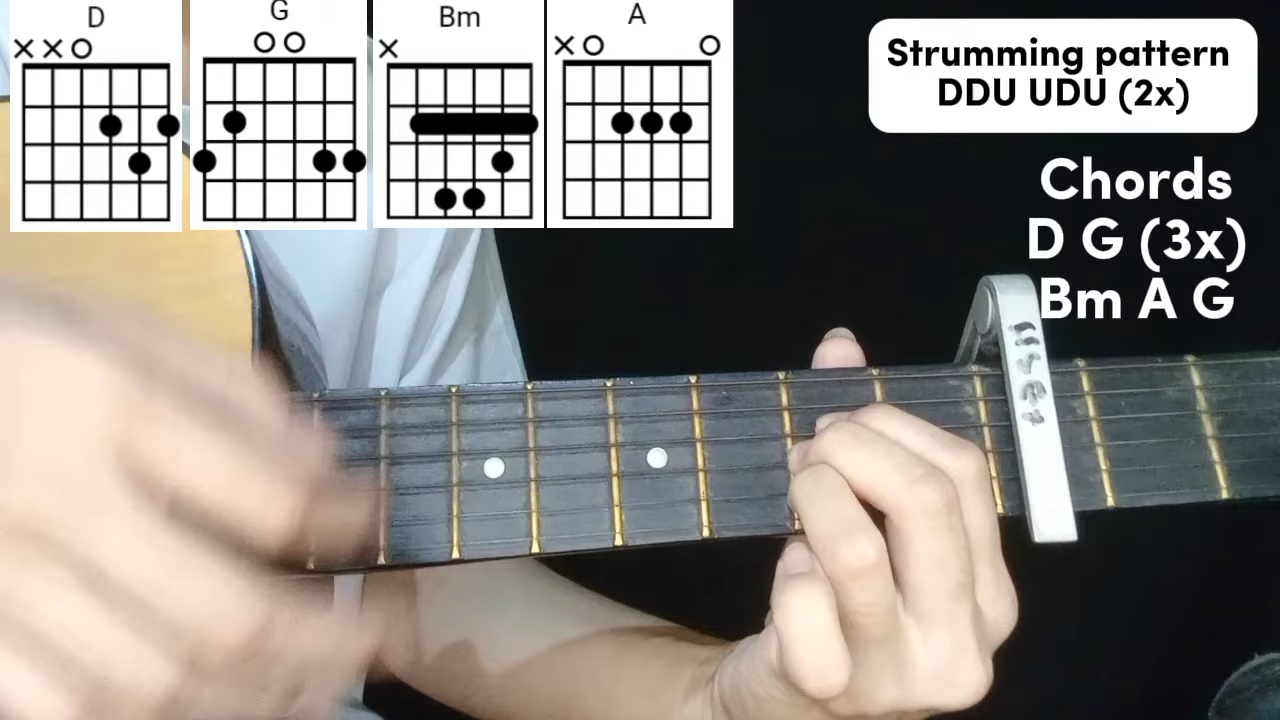 D
G
Bm
A
Strumming pattern
DDU UDU (2x)
Chords
D G (3x)
Bm A G